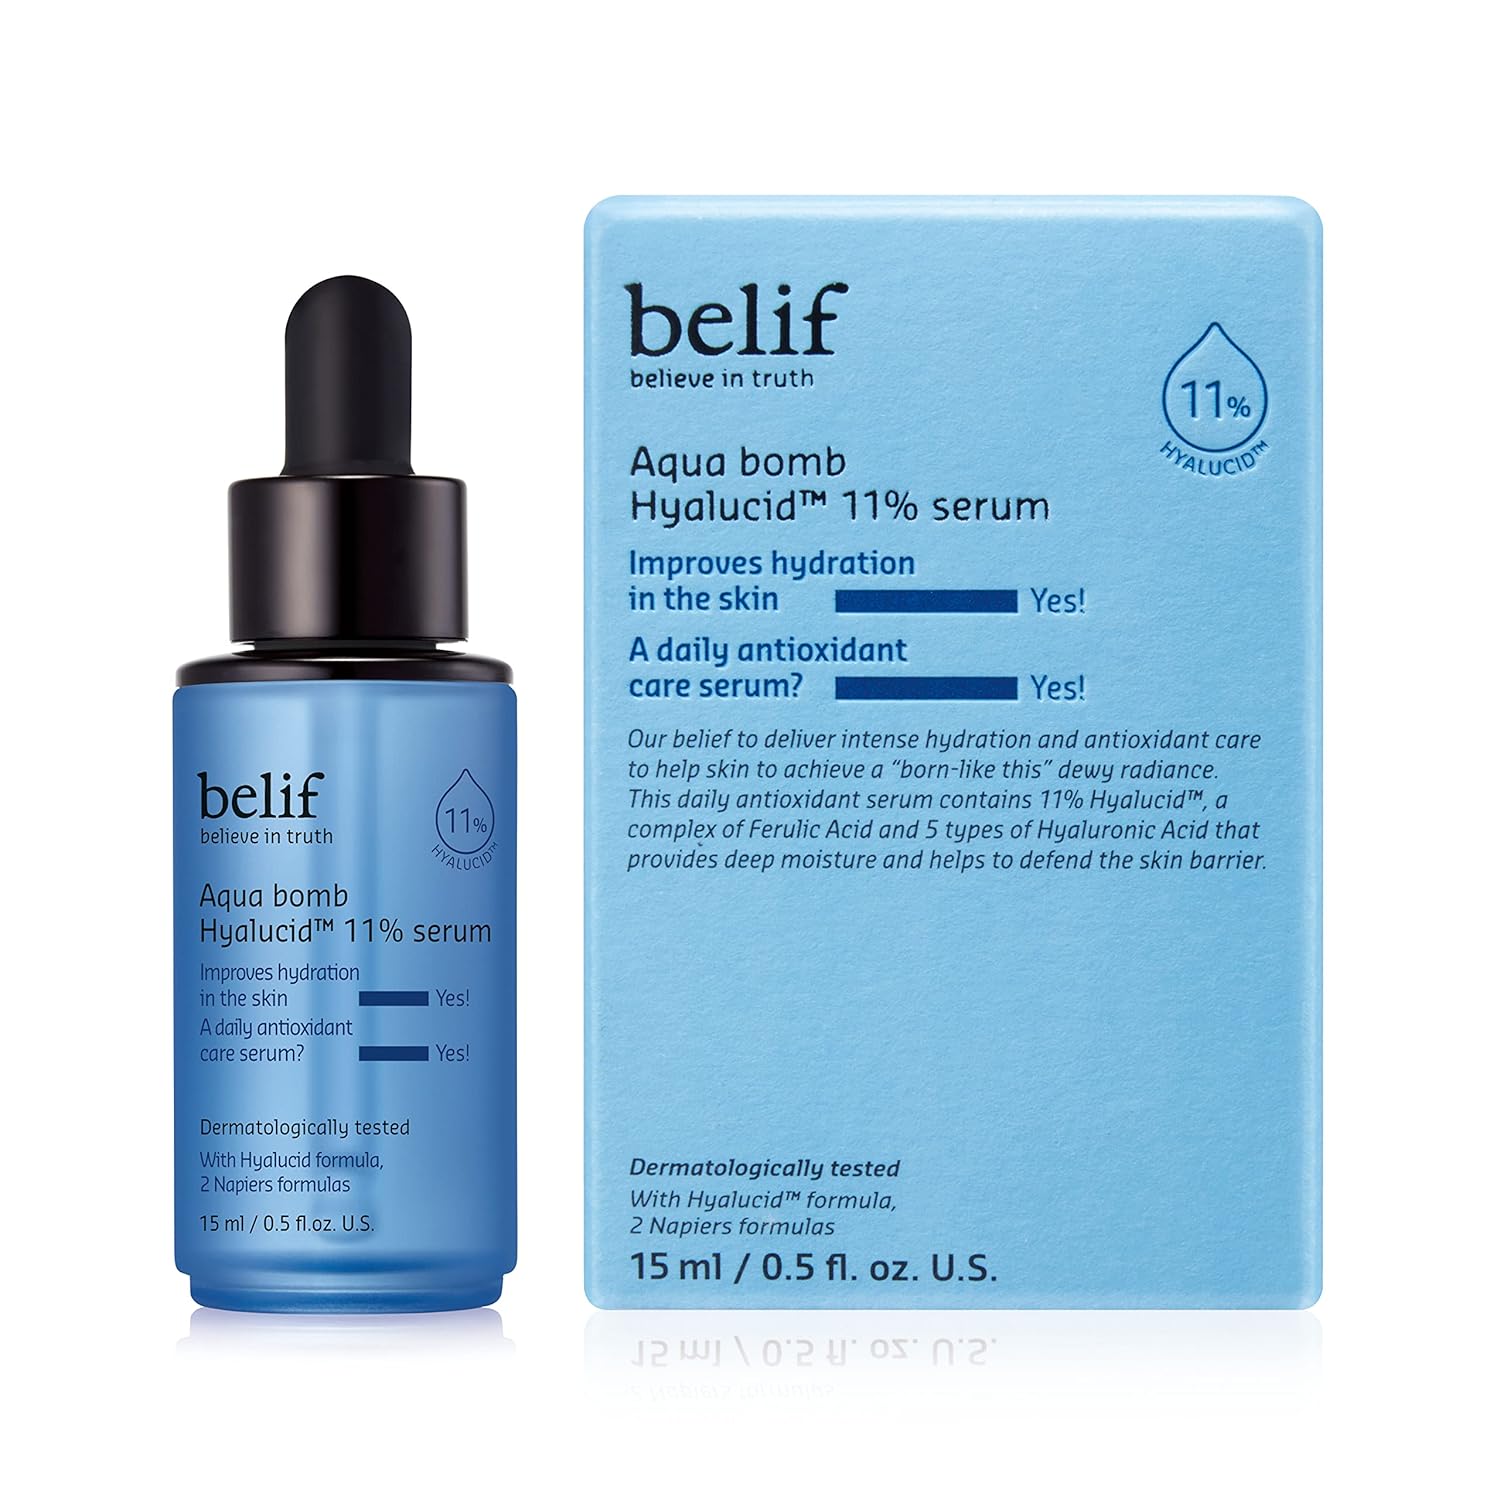 belif
believe in truth
11%
HYALUCID™
Aqua bomb
Hyalucid™ 11% serum
Improves hydration
in the skin Yes!
A daily antioxidant
care serum? Yes!
Dermatologically tested
With Hyalucid formula,
2 Napiers formulas
15 ml / 0.5 fl.oz. U.S.
belif
believe in truth
11%
HYALUCID™
Aqua bomb
Hyalucid™ 11% serum
Improves hydration
in the skin Yes!
A daily antioxidant
care serum? Yes!
Our belief to deliver intense hydration and antioxidant care
to help skin to achieve a “born-like this” dewy radiance.
This daily antioxidant serum contains 11% Hyalucid™, a
complex of Ferulic Acid and 5 types of Hyaluronic Acid that
provides deep moisture and helps to defend the skin barrier.
Dermatologically tested
With Hyalucid™ formula,
2 Napiers formulas
15 ml / 0.5 fl. oz. U.S.